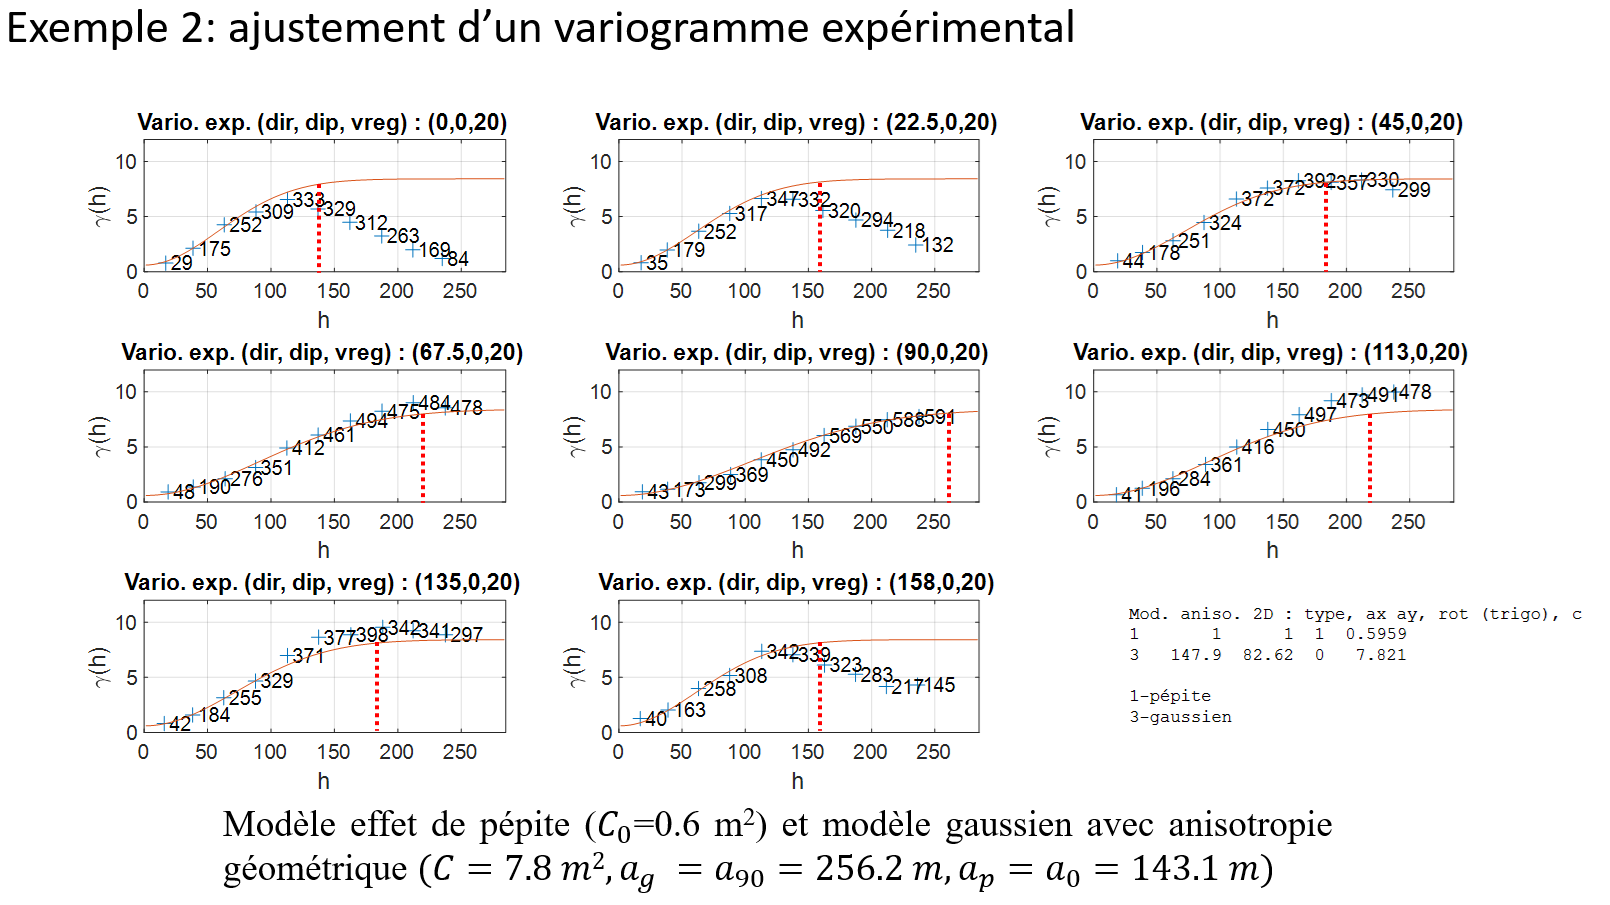 Exemple 2: ajustement d’un variogramme expérimental
Vario. exp. (dir, dip, vreg) : (0,0,20)
γ(h)
10
5
0
29
175
252
309
333
329
312
263
169
84
0 50 100 150 200 250
h
Vario. exp. (dir, dip, vreg) : (22.5,0,20)
γ(h)
10
5
0
35
179
252
317
347
332
320
294
218
132
0 50 100 150 200 250
h
Vario. exp. (dir, dip, vreg) : (45,0,20)
γ(h)
10
5
0
44
178
251
324
372
372
392
357
330
299
0 50 100 150 200 250
h
Vario. exp. (dir, dip, vreg) : (67.5,0,20)
γ(h)
10
5
0
48
190
276
351
412
461
494
475
484
478
0 50 100 150 200 250
h
Vario. exp. (dir, dip, vreg) : (90,0,20)
γ(h)
10
5
0
43
173
299
369
450
492
569
550
588
591
0 50 100 150 200 250
h
Vario. exp. (dir, dip, vreg) : (113,0,20)
γ(h)
10
5
0
41
196
284
361
416
450
497
473
491
478
0 50 100 150 200 250
h
Vario. exp. (dir, dip, vreg) : (135,0,20)
γ(h)
10
5
0
42
184
255
329
371
377
398
342
341
297
0 50 100 150 200 250
h
Vario. exp. (dir, dip, vreg) : (158,0,20)
γ(h)
10
5
0
40
163
258
308
342
339
323
283
217
145
0 50 100 150 200 250
h
Mod. aniso. 2D : type, ax ay, rot (trigo), c
1 1 1 1 0.5959
3 147.9 82.62 0 7.821
1-pépite
3-gaussien
Modèle effet de pépite (C₀=0.6 m²) et modèle gaussien avec anisotropie
géométrique (C = 7.8 m², a_g = a₉₀ = 256.2 m, a_p = a₀ = 143.1 m)